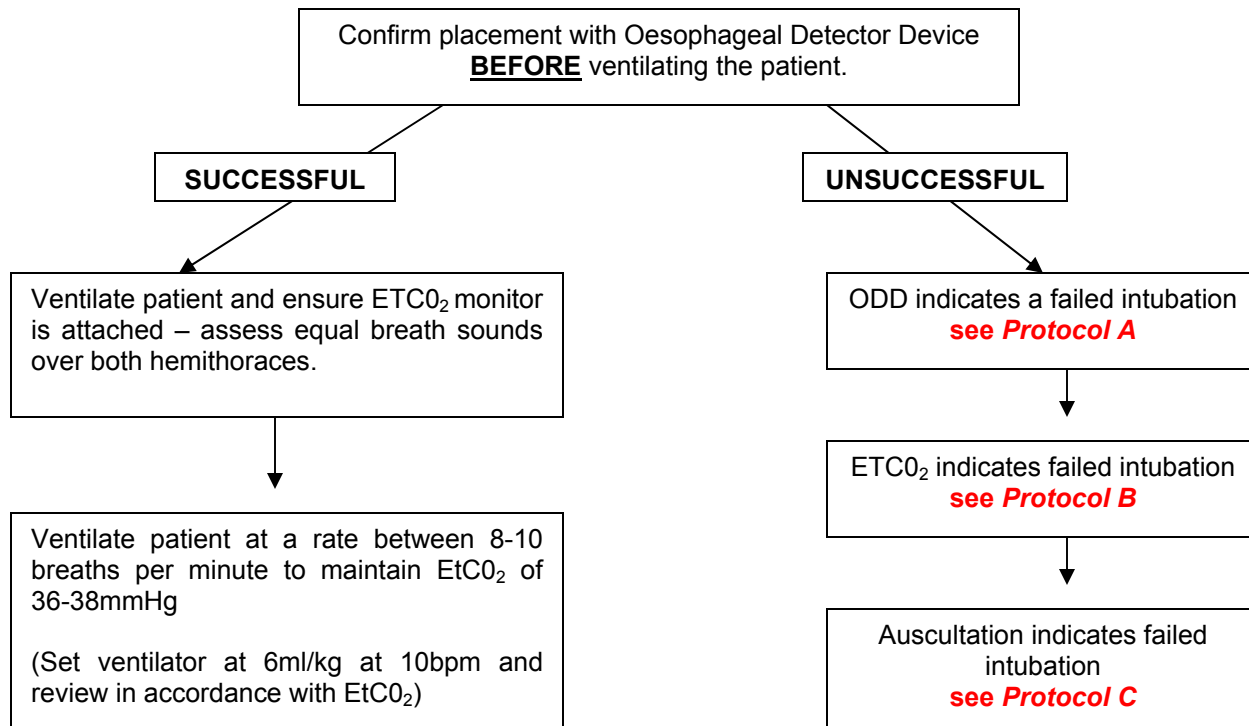 Confirm placement with Oesophageal Detector Device
BEFORE ventilating the patient.
SUCCESSFUL
UNSUCCESSFUL
Ventilate patient and ensure ETC0₂ monitor
is attached – assess equal breath sounds
over both hemithoraces.
ODD indicates a failed intubation
see Protocol A
ETC0₂ indicates failed intubation
see Protocol B
Ventilate patient at a rate between 8-10
breaths per minute to maintain EtC0₂ of
36-38mmHg
(Set ventilator at 6ml/kg at 10bpm and
review in accordance with EtC0₂)
Auscultation indicates failed
intubation
see Protocol C